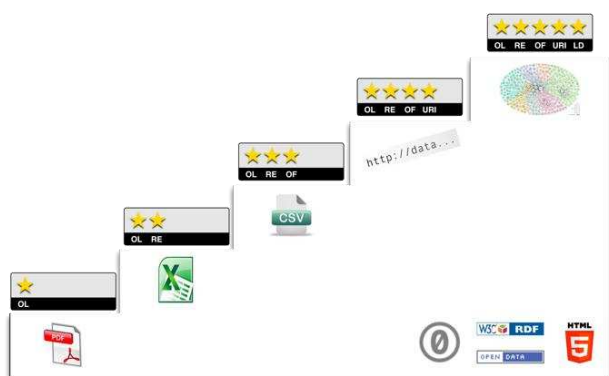 OL RE OF URI LD
OL RE OF URI
http://data...
OL RE OF
CSV
OL RE
X
OL
PDF
0
W3C RDF
HTML
5
OPEN DATA